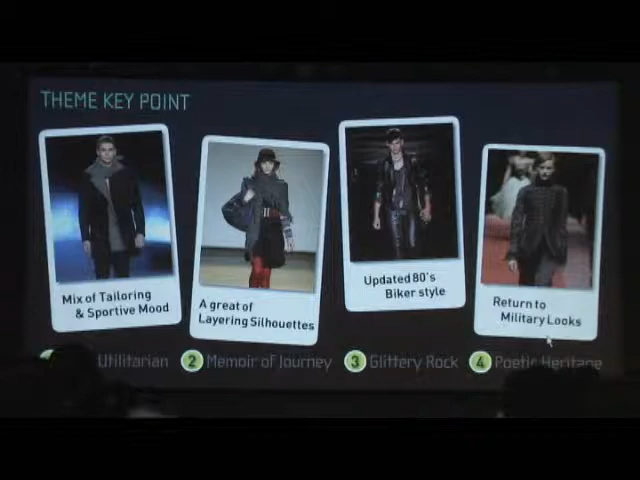 THEME KEY POINT
Mix of Tailoring
& Sportive Mood
A great of
Layering Silhouettes
Updated 80's
Biker style
Return to
Military Looks
Utilitarian
2 Memoir of Journey
3 Glittery Rock
4 Poetic Heritage